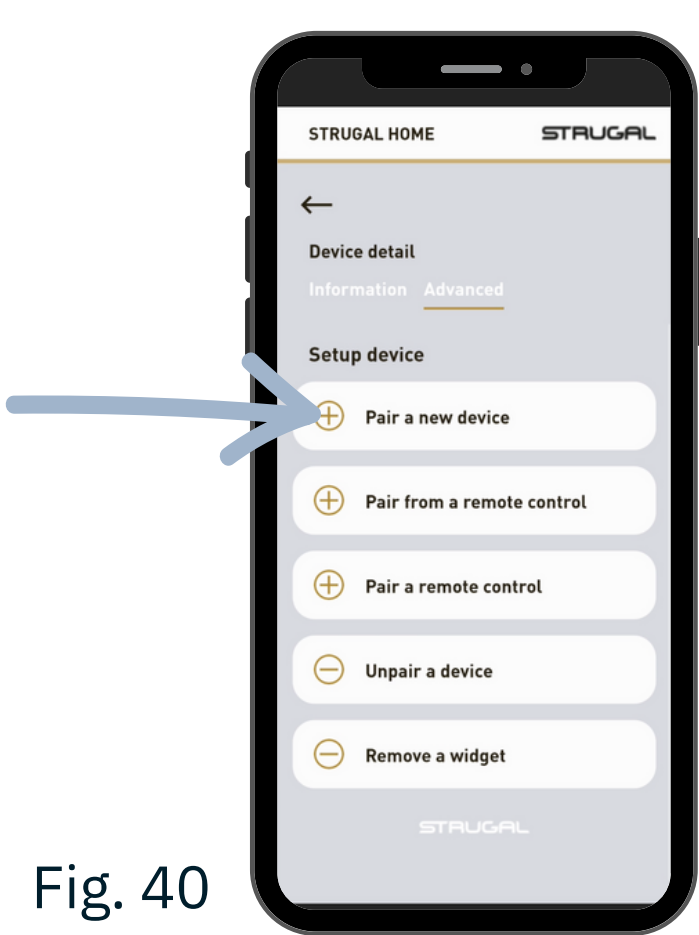 STRUGAL HOME STRUGAL
Device detail
Information Advanced
Setup device
Pair a new device
Pair from a remote control
Pair a remote control
Unpair a device
Remove a widget
STRUGAL
Fig. 40